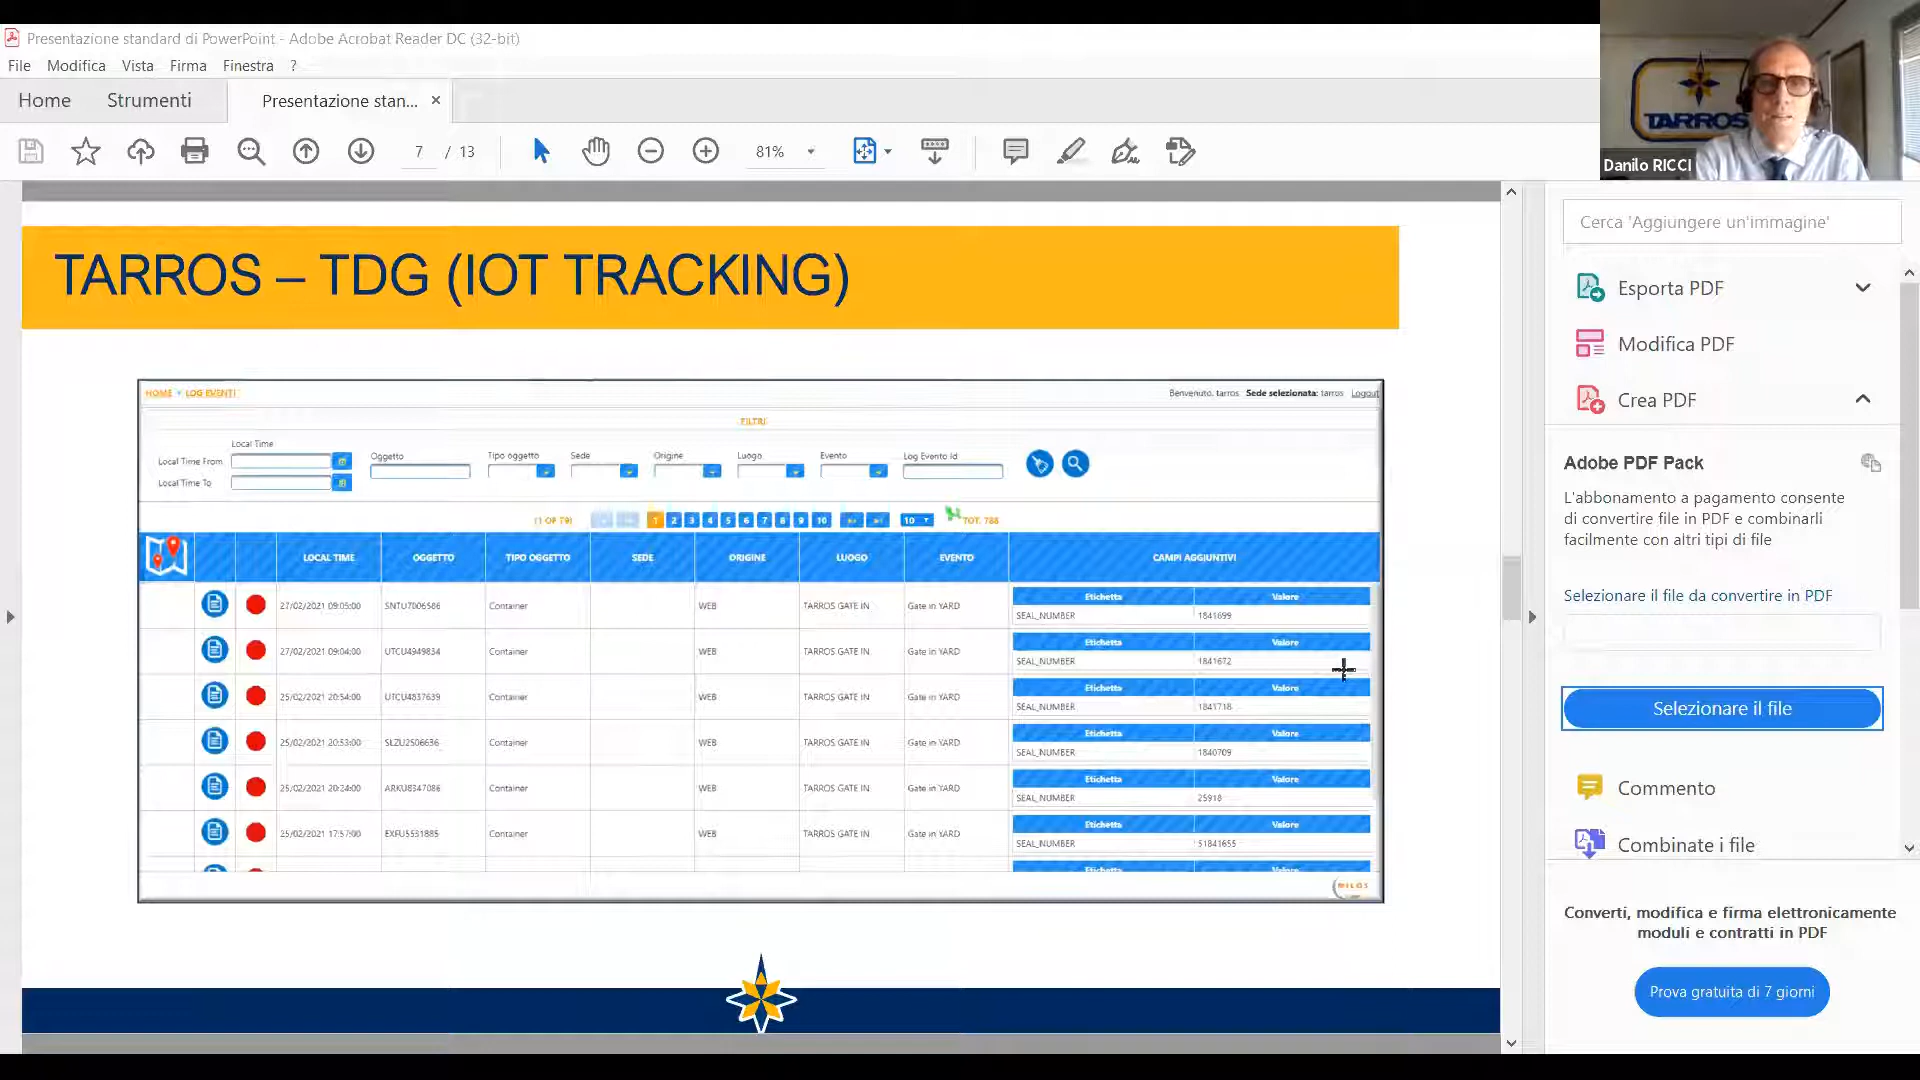 Presentazione standard di PowerPoint - Adobe Acrobat Reader DC (32-bit)
File Modifica Vista Firma Finestra ?
Home Strumenti Presentazione stan... ×
7 / 13 81%
TARROS
Danilo RICCI
TARROS – TDG (IOT TRACKING)
HOME LOG EVENTI Benvenuto, tarros Sede selezionata: tarros Logout
FILTRI
Local Time
Local Time From Oggetto Tipo oggetto Sede Origine Luogo Evento Log Evento Id
Local Time To
(1 OF 79) 1 2 3 4 5 6 7 8 9 10 10 TOT. 788
LOCAL TIME OGGETTO TIPO OGGETTO SEDE ORIGINE LUOGO EVENTO CAMPI AGGIUNTIVI
Etichetta Valore
27/02/2021 09:05:00 SNTU7006586 Container WEB TARROS GATE IN Gate in YARD SEAL_NUMBER 1841699
Etichetta Valore
27/02/2021 09:04:00 UTCU4949834 Container WEB TARROS GATE IN Gate in YARD SEAL_NUMBER 1841672
Etichetta Valore
25/02/2021 20:54:00 UTCU4837639 Container WEB TARROS GATE IN Gate in YARD SEAL_NUMBER 1841718
Etichetta Valore
25/02/2021 20:53:00 SLZU2506636 Container WEB TARROS GATE IN Gate in YARD SEAL_NUMBER 1840709
Etichetta Valore
25/02/2021 20:24:00 ARKU8347086 Container WEB TARROS GATE IN Gate in YARD SEAL_NUMBER 25918
Etichetta Valore
25/02/2021 17:57:00 EXFU5531885 Container WEB TARROS GATE IN Gate in YARD SEAL_NUMBER 51841655
Etichetta Valore
MILOS
Cerca 'Aggiungere un'immagine'
Esporta PDF
Modifica PDF
Crea PDF
Adobe PDF Pack
L'abbonamento a pagamento consente
di convertire file in PDF e combinarli
facilmente con altri tipi di file
Selezionare il file da convertire in PDF
Selezionare il file
Commento
Combinate i file
Converti, modifica e firma elettronicamente
moduli e contratti in PDF
Prova gratuita di 7 giorni